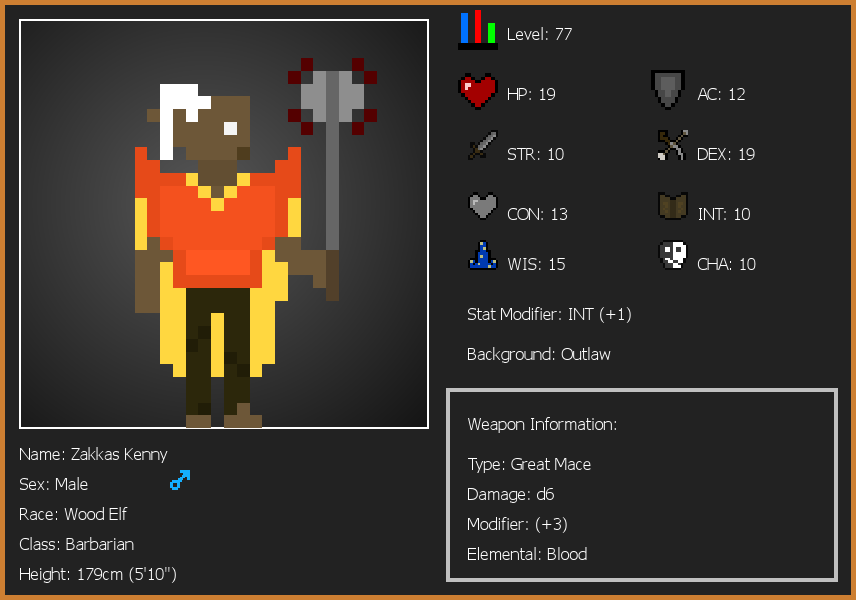 Level: 77
HP: 19
AC: 12
STR: 10
DEX: 19
CON: 13
INT: 10
WIS: 15
CHA: 10
Stat Modifier: INT (+1)
Background: Outlaw
Weapon Information:
Type: Great Mace
Damage: d6
Modifier: (+3)
Elemental: Blood
Name: Zakkas Kenny
Sex: Male
Race: Wood Elf
Class: Barbarian
Height: 179cm (5'10")